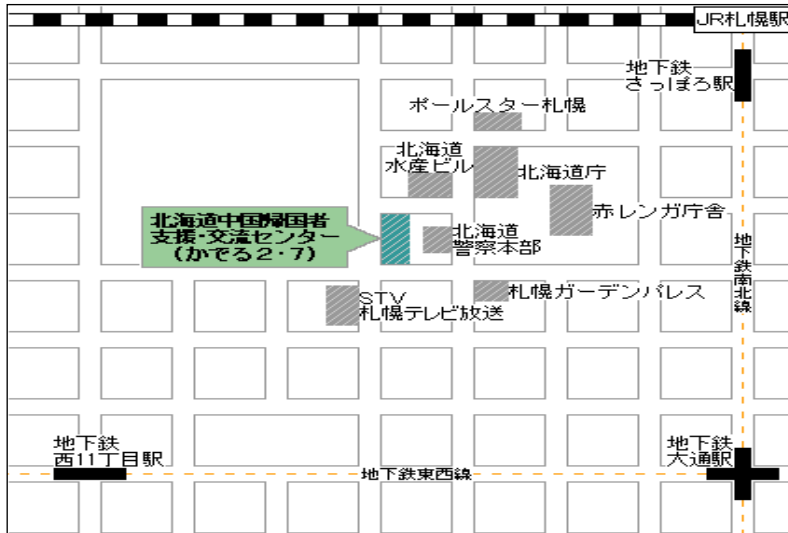 JR札幌駅
地下鉄
さっぽろ駅
ポールスター札幌
北海道
水産ビル
北海道庁
赤レンガ庁舎
北海道中国帰国者
支援・交流センター
(かでる2・7)
北海道
警察本部
地下鉄南北線
札幌ガーデンパレス
STV
札幌テレビ放送
地下鉄
西11丁目駅
地下鉄東西線
地下鉄
大通駅